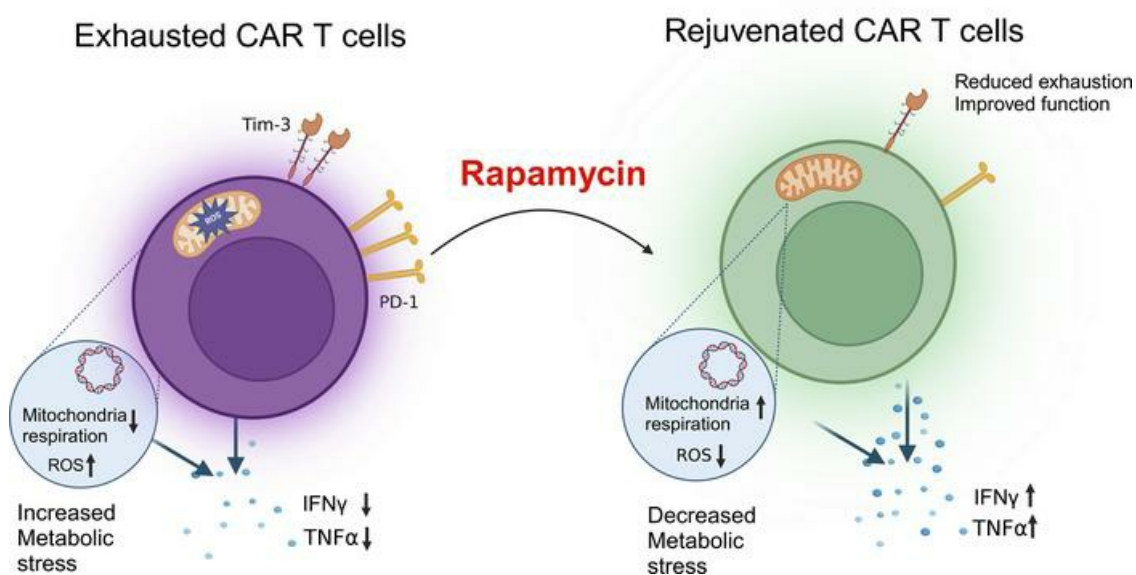 Exhausted CAR T cells
Tim-3
ROS
PD-1
Mitochondria ↓
respiration
ROS ↑
Increased
Metabolic
stress
IFNγ ↓
TNFα ↓
Rapamycin
Rejuvenated CAR T cells
Reduced exhaustion
Improved function
Mitochondria ↑
respiration
ROS ↓
Decreased
Metabolic
stress
IFNγ ↑
TNFα ↑